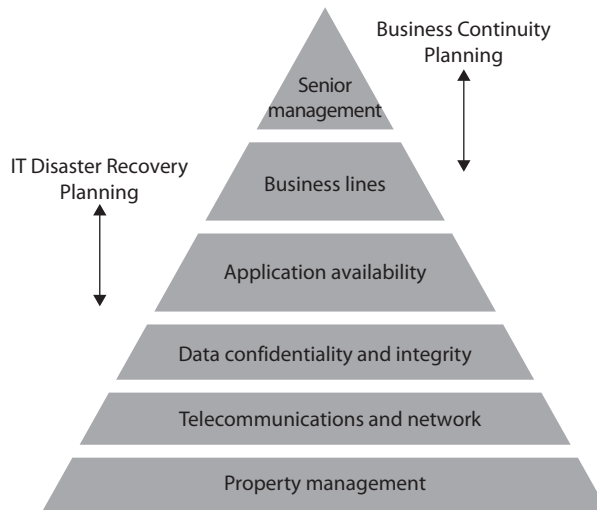 Business Continuity
Planning
Senior
management
IT Disaster Recovery
Planning
Business lines
Application availability
Data confidentiality and integrity
Telecommunications and network
Property management